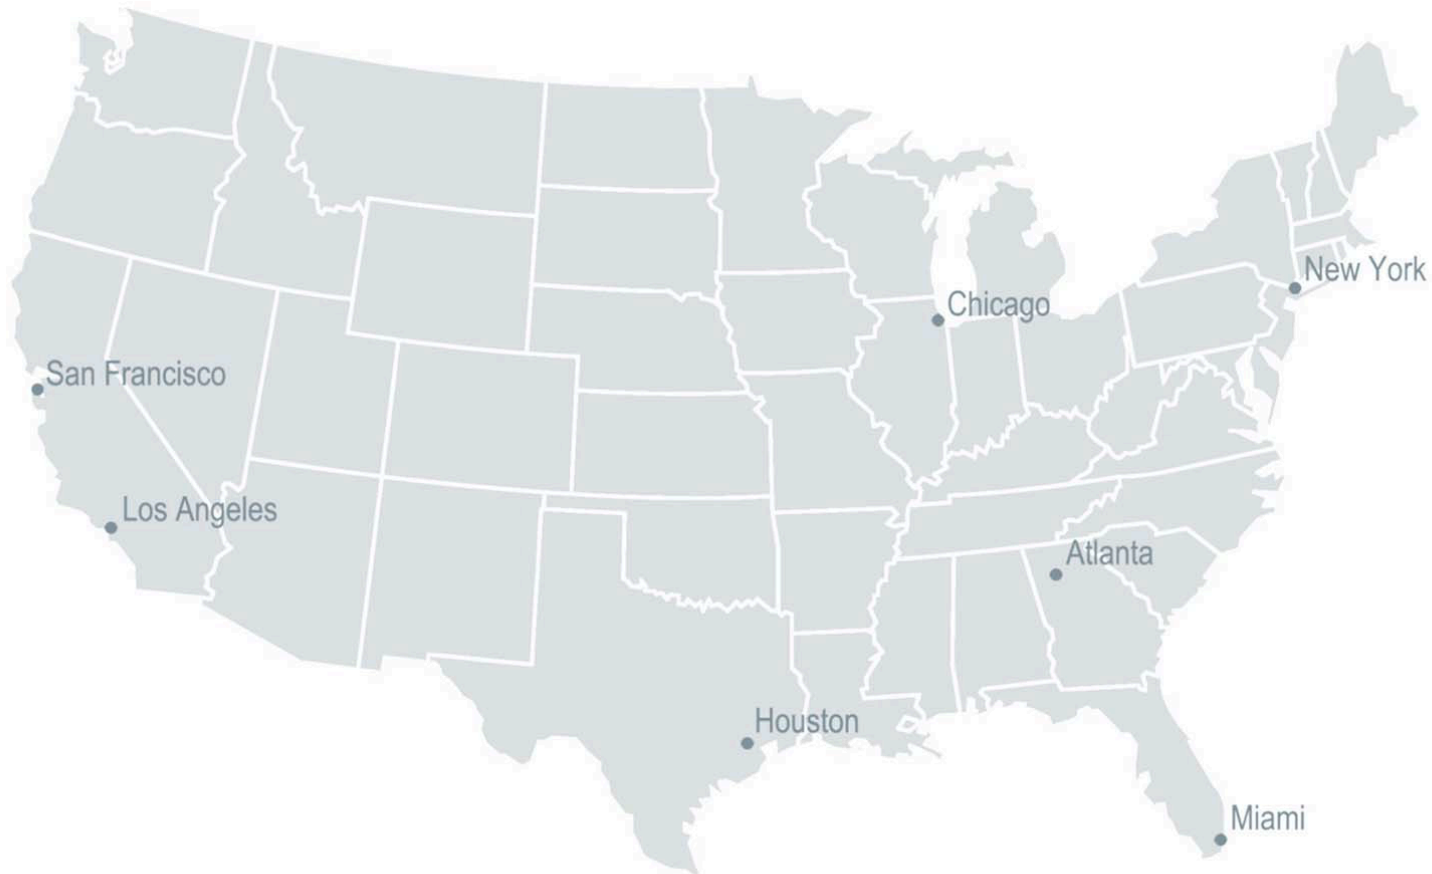 New York
Chicago
San Francisco
Los Angeles
Atlanta
Houston
Miami